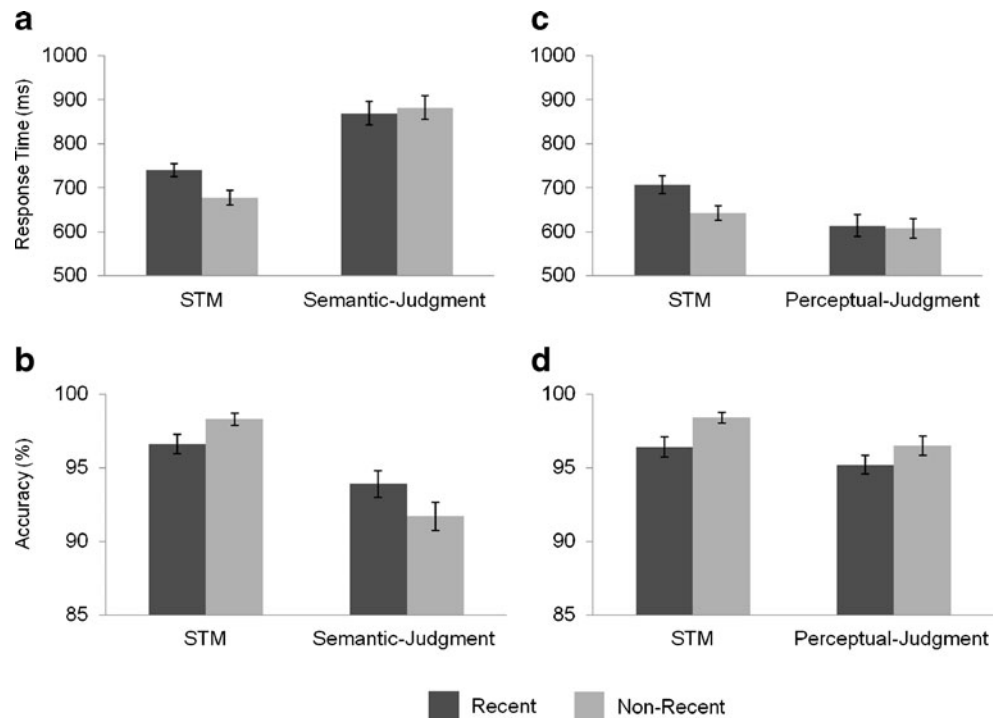 a
Response Time (ms)
1000
900
800
700
600
500
STM Semantic-Judgment
c
1000
900
800
700
600
500
STM Perceptual-Judgment
b
Accuracy (%)
100
95
90
85
STM Semantic-Judgment
d
100
95
90
85
STM Perceptual-Judgment
Recent Non-Recent